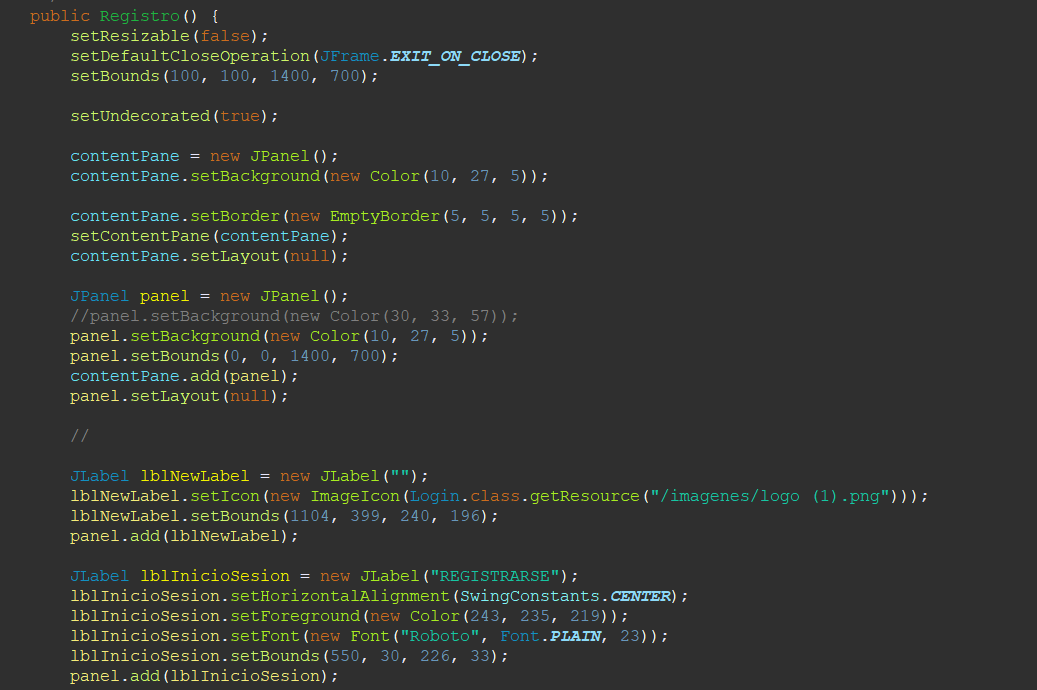 public Registro() {
setResizable(false);
setDefaultCloseOperation(JFrame.EXIT_ON_CLOSE);
setBounds(100, 100, 1400, 700);
setUndecorated(true);
contentPane = new JPanel();
contentPane.setBackground(new Color(10, 27, 5));
contentPane.setBorder(new EmptyBorder(5, 5, 5, 5));
setContentPane(contentPane);
contentPane.setLayout(null);
JPanel panel = new JPanel();
//panel.setBackground(new Color(30, 33, 57));
panel.setBackground(new Color(10, 27, 5));
panel.setBounds(0, 0, 1400, 700);
contentPane.add(panel);
panel.setLayout(null);
//
JLabel lblNewLabel = new JLabel("");
lblNewLabel.setIcon(new ImageIcon(Login.class.getResource("/imagenes/logo (1).png")));
lblNewLabel.setBounds(1104, 399, 240, 196);
panel.add(lblNewLabel);
JLabel lblInicioSesion = new JLabel("REGISTRARSE");
lblInicioSesion.setHorizontalAlignment(SwingConstants.CENTER);
lblInicioSesion.setForeground(new Color(243, 235, 219));
lblInicioSesion.setFont(new Font("Roboto", Font.PLAIN, 23));
lblInicioSesion.setBounds(550, 30, 226, 33);
panel.add(lblInicioSesion);